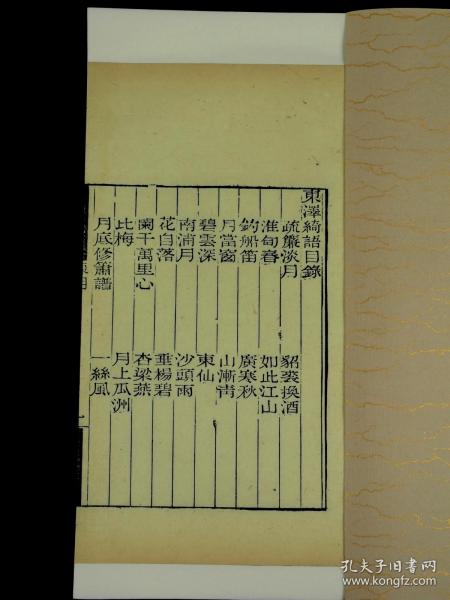 東澤綺語目錄
疏簾淡月 貂裘換酒
淮甸春 如此江山
釣船笛 廣寒秋
月當窗 山漸青
碧雲深 東仙
南浦月 沙頭雨
花自落 垂楊碧
闌干萬里心 杏梁燕
比梅 月上瓜洲
月底修簫譜 一絲風
孔夫子旧书网
www.kongfz.com